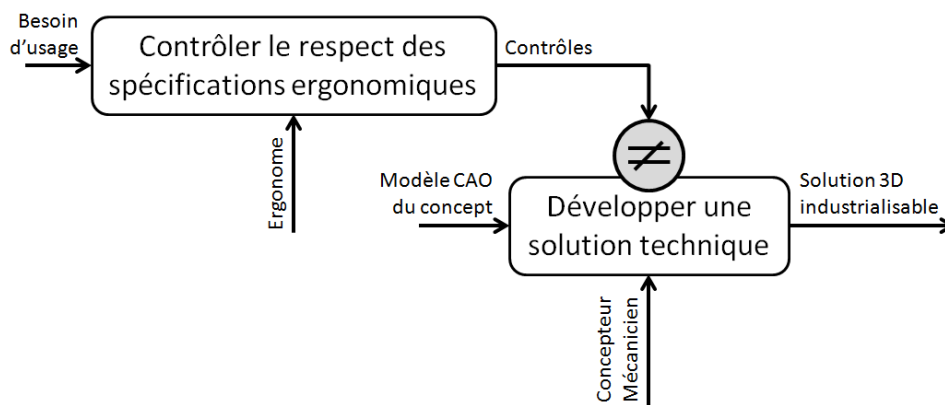 Besoin
d'usage
Contrôler le respect des
spécifications ergonomiques
Contrôles
Ergonome
≠
Modèle CAO
du concept
Développer une
solution technique
Solution 3D
industrialisable
Concepteur
Mécanicien